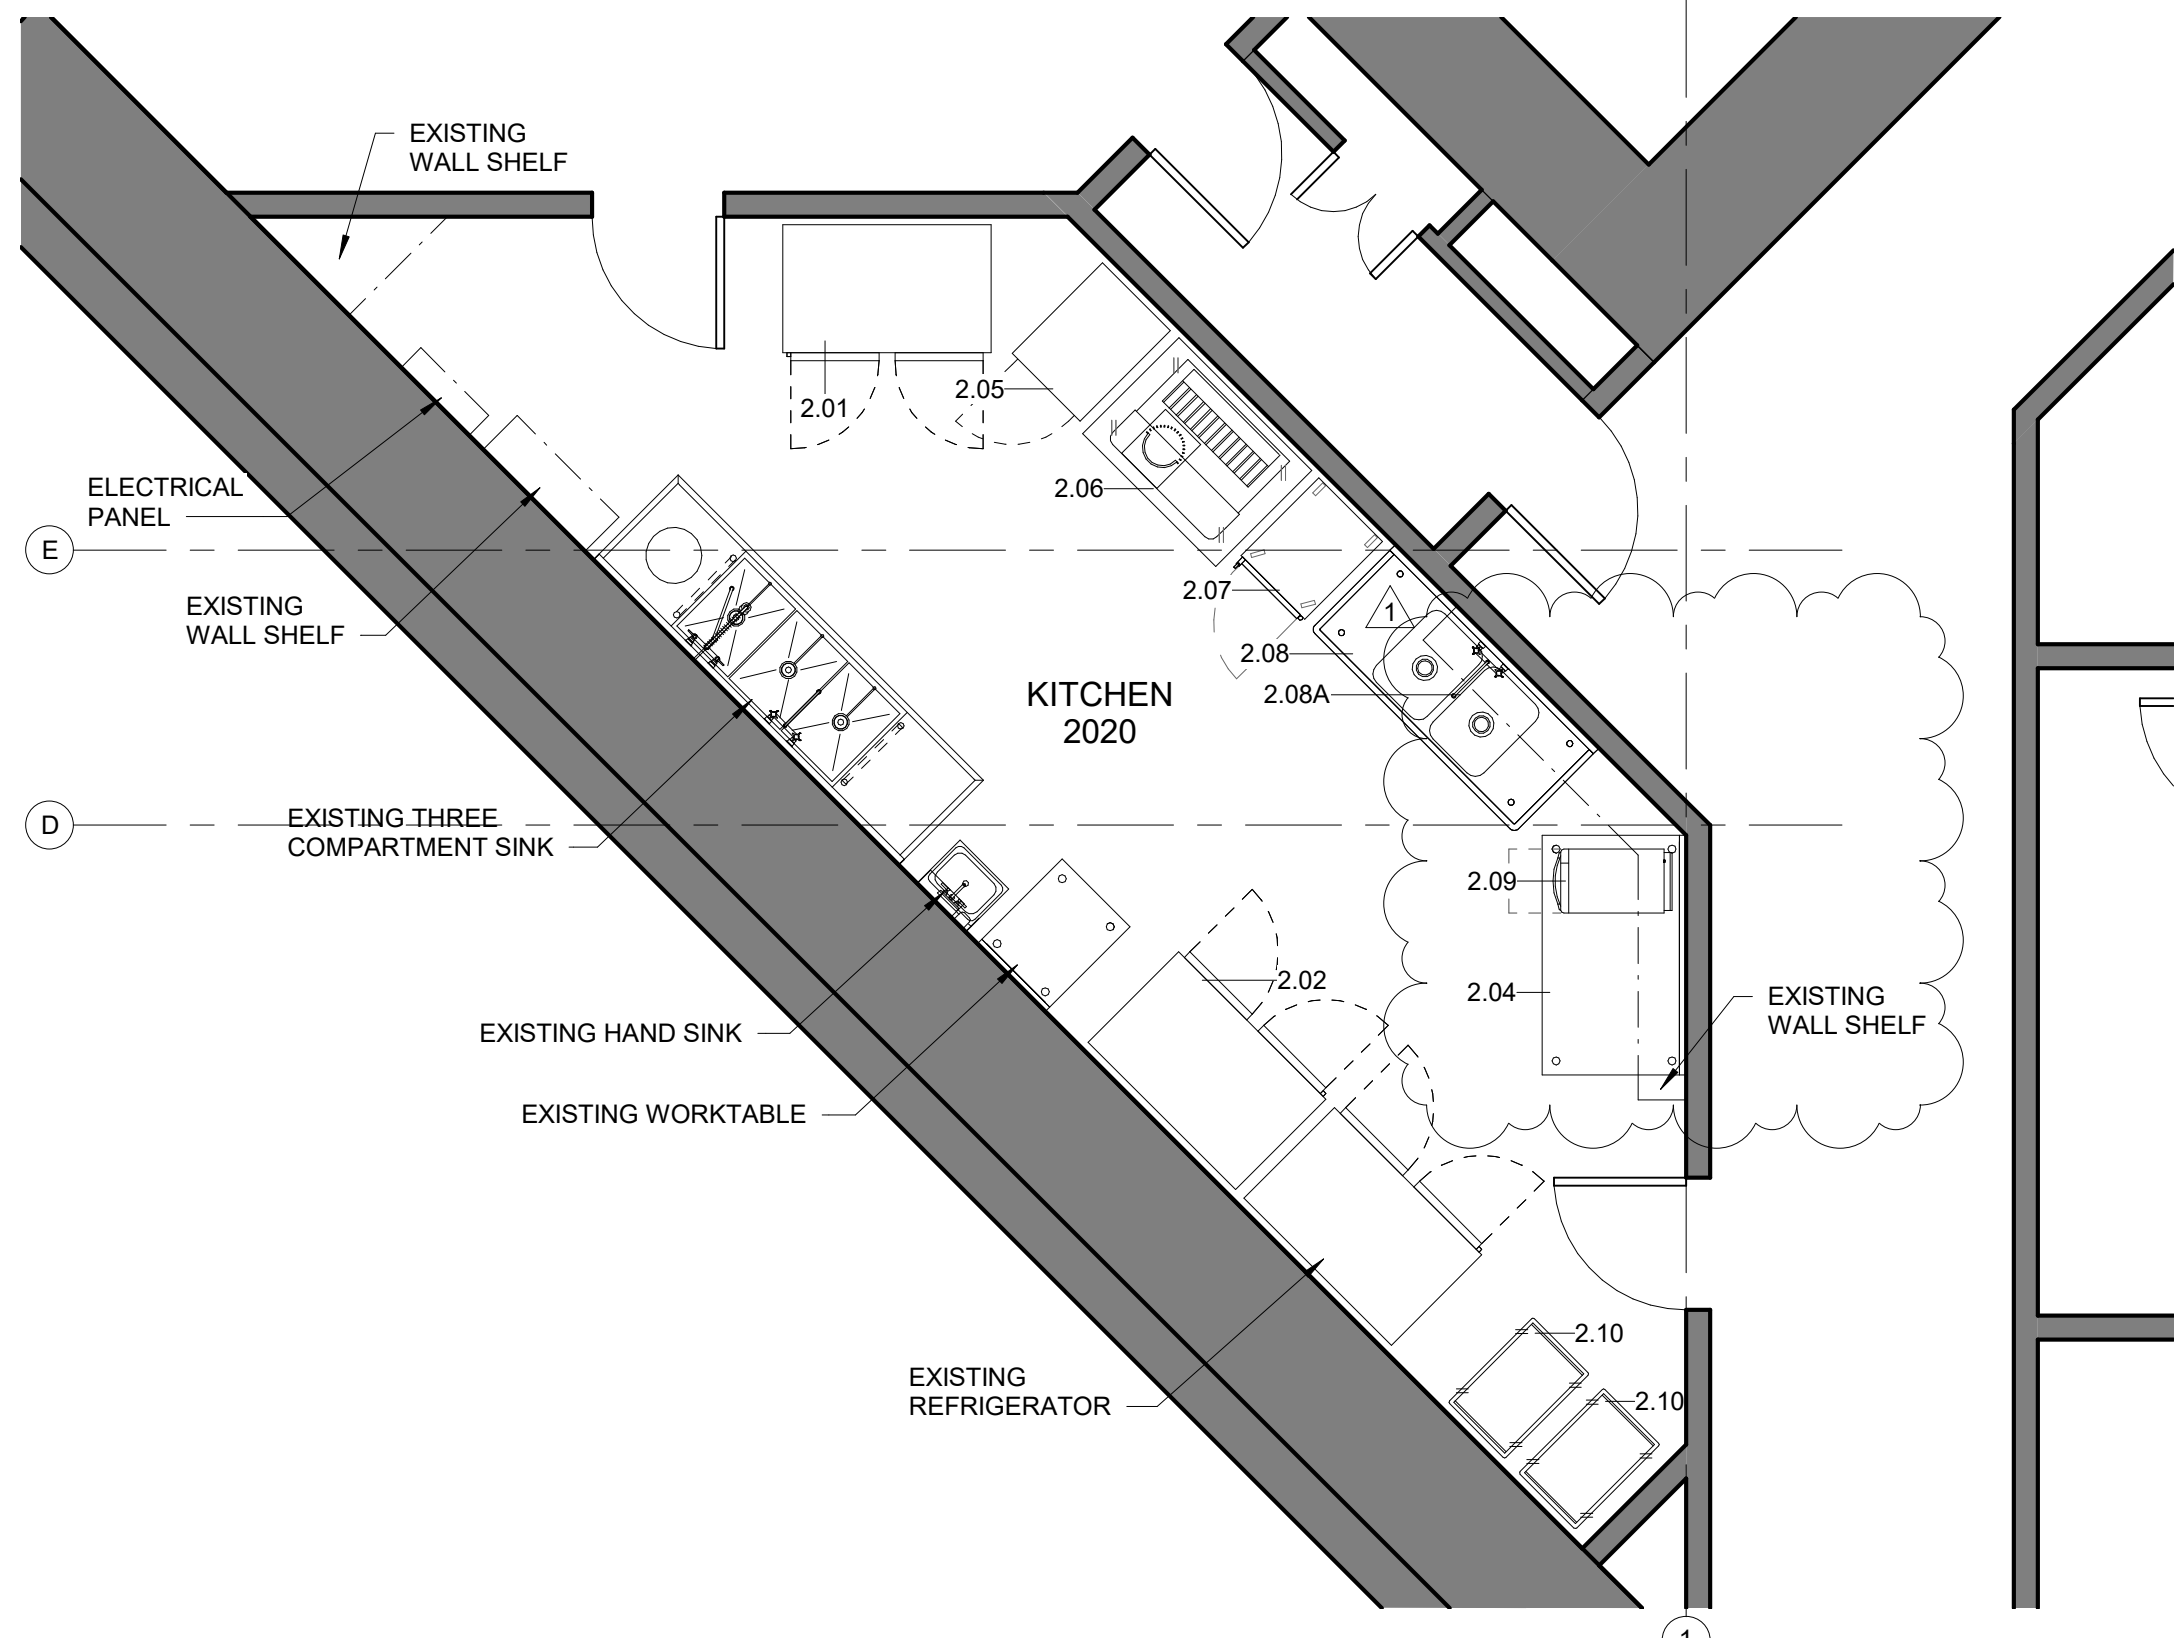 EXISTING
WALL SHELF
2.01
2.05
2.06
ELECTRICAL
PANEL
E
2.07
EXISTING
WALL SHELF
1
2.08
2.08A
KITCHEN
2020
D
EXISTING THREE
COMPARTMENT SINK
2.09
2.02
2.04
EXISTING
WALL SHELF
EXISTING HAND SINK
EXISTING WORKTABLE
2.10
EXISTING
REFRIGERATOR
2.10
1